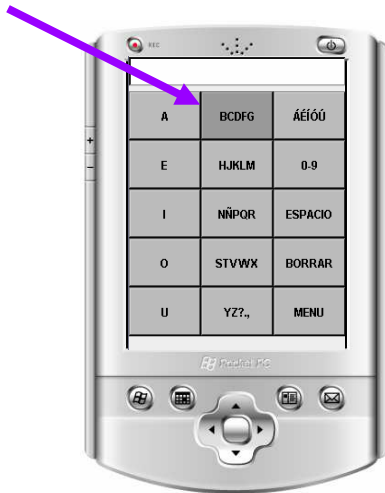 REC
A BCDFG ÁÉÍÓÚ
E HJKLM 0-9
I NÑPQR ESPACIO
O STVWX BORRAR
U YZ?., MENU
Pocket PC